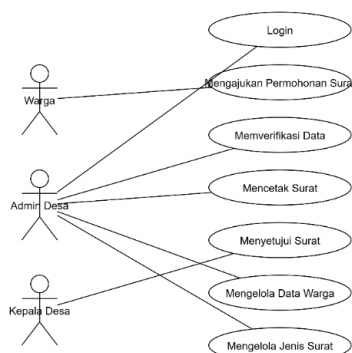 Login
Mengajukan Permohonan Sura
Warga
Memverifikasi Data
Mencetak Surat
Admin Desa
Menyetujui Surat
Mengelola Data Warga
Kepala Desa
Mengelola Jenis Surat